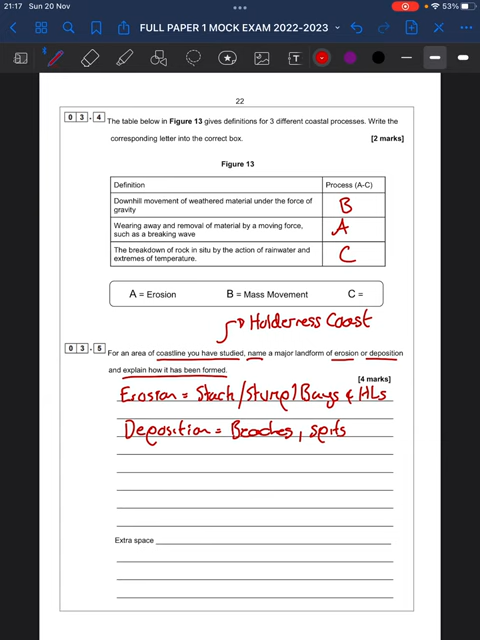 21:17 Sun 20 Nov
53%
FULL PAPER 1 MOCK EXAM 2022-2023
22
03.4 The table below in Figure 13 gives definitions for 3 different coastal processes. Write the
corresponding letter into the correct box.
[2 marks]
Figure 13
Definition Process (A-C)
Downhill movement of weathered material under the force of
gravity
B
Wearing away and removal of material by a moving force,
such as a breaking wave
A
The breakdown of rock in situ by the action of rainwater and
extremes of temperature.
C
A = Erosion B = Mass Movement C =
Holderness Coast
03.5 For an area of coastline you have studied, name a major landform of erosion or deposition
and explain how it has been formed.
[4 marks]
Erosion = Stack/Stump/Bays & HLs
Deposition = Beaches, spits
Extra space